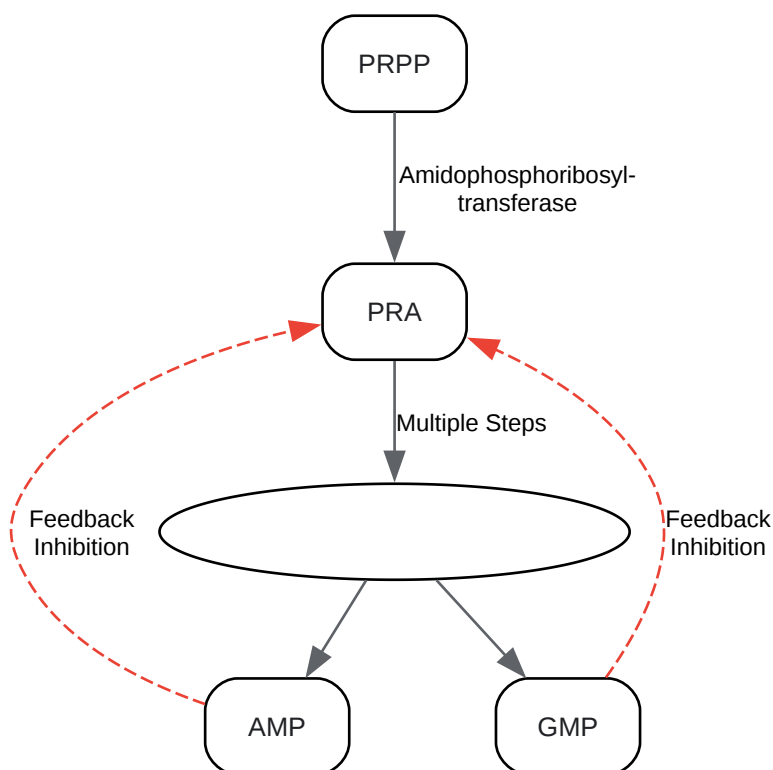 PRPP
Amidophosphoribosyl-
transferase
PRA
Multiple Steps
Feedback
Inhibition
Feedback
Inhibition
AMP
GMP